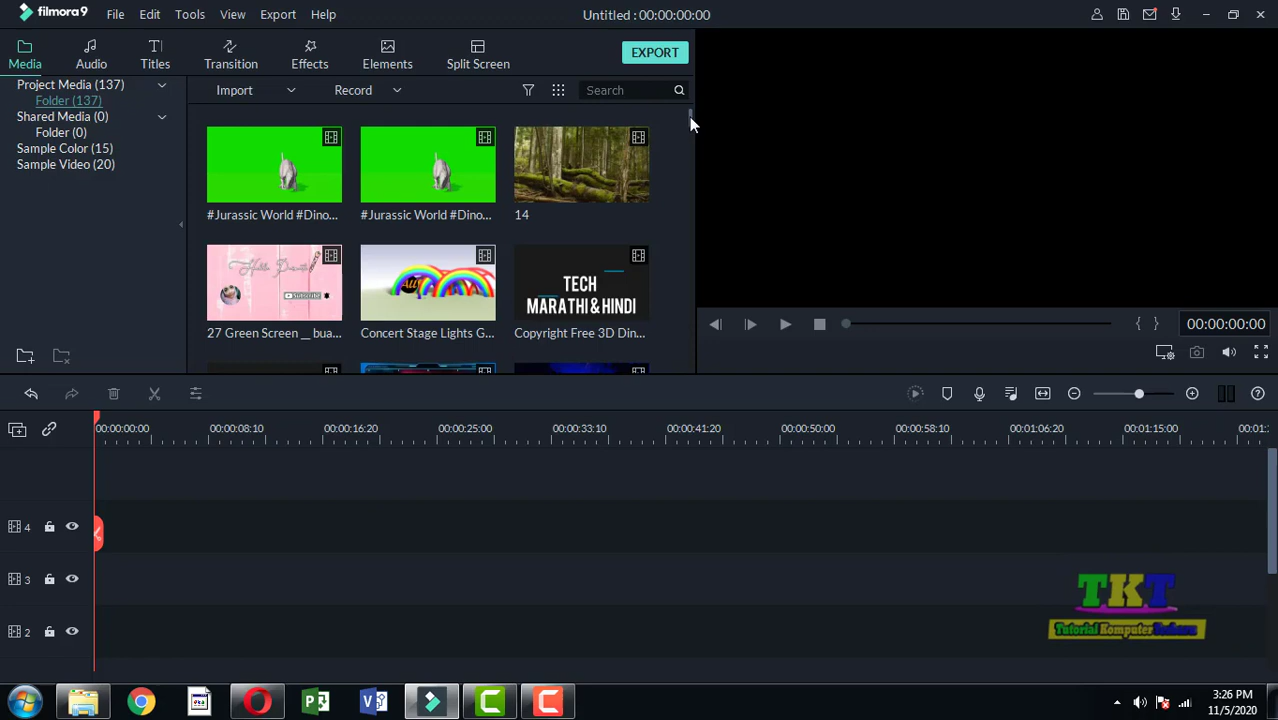 filmora9 File Edit Tools View Export Help Untitled : 00:00:00:00
Media Audio Titles Transition Effects Elements Split Screen EXPORT
Project Media (137)
Folder (137)
Shared Media (0)
Folder (0)
Sample Color (15)
Sample Video (20)
Import Record Search
#Jurassic World #Dino... #Jurassic World #Dino... 14
Subscribe
ALL
TECH
MARATHI & HINDI
27 Green Screen __ bua... Concert Stage Lights G... Copyright Free 3D Din...
00:00:00:00
00:00:00:00 00:00:08:10 00:00:16:20 00:00:25:00 00:00:33:10 00:00:41:20 00:00:50:00 00:00:58:10 00:01:06:20 00:01:15:00 00:01:
4
3
2
TKT
Tutorial Komputer
3:26 PM
11/5/2020